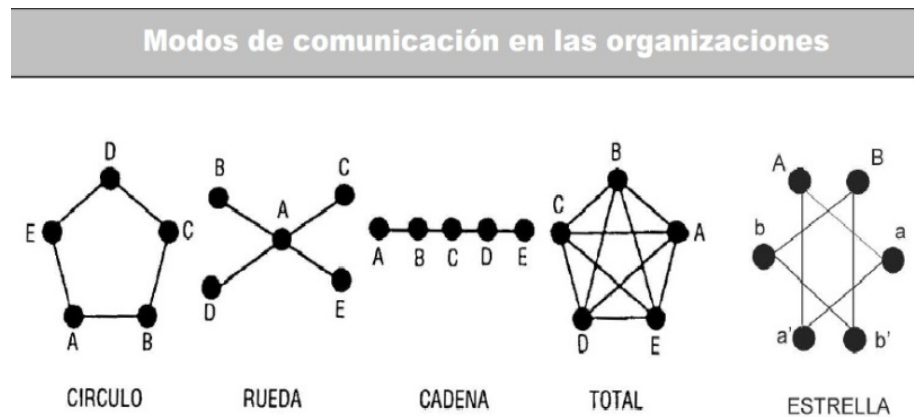 Modos de comunicación en las organizaciones
D
E
C
A
B
B
C
A
D
E
A B C D E
B
C
A
D
E
A
B
b
a
a'
b'
CIRCULO
RUEDA
CADENA
TOTAL
ESTRELLA